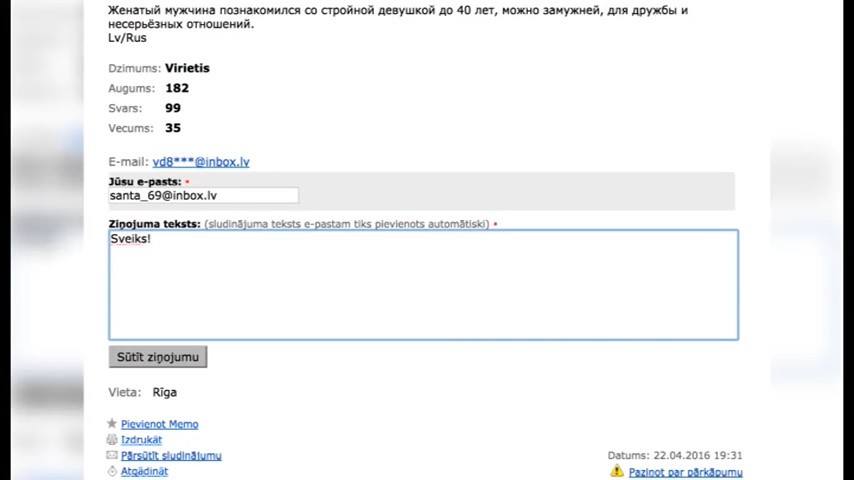 Женатый мужчина познакомился со стройной девушкой до 40 лет, можно замужней, для дружбы и
несерьёзных отношений.
Lv/Rus
Dzimums: Virietis
Augums: 182
Svars: 99
Vecums: 35
E-mail: vd8***@inbox.lv
Jūsu e-pasts: *
santa_69@inbox.lv
Ziņojuma teksts: (sludinājuma teksts e-pastam tiks pievienots automātiski) *
Sveiks!
Sūtīt ziņojumu
Vieta: Rīga
Pievienot Memo
Izdrukāt
Pārsūtīt sludinājumu
Datums: 22.04.2016 19:31
Atgādināt
Paziņot par pārkāpumu